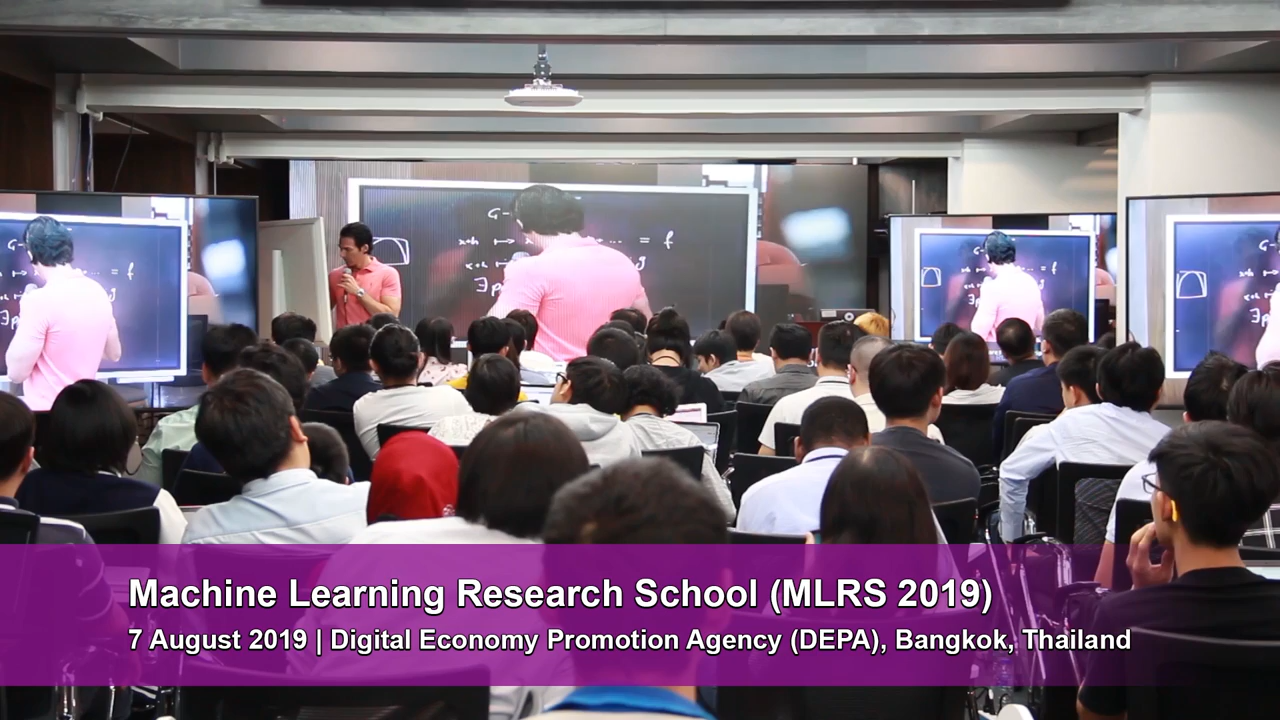 = f
Machine Learning Research School (MLRS 2019)
7 August 2019 | Digital Economy Promotion Agency (DEPA), Bangkok, Thailand